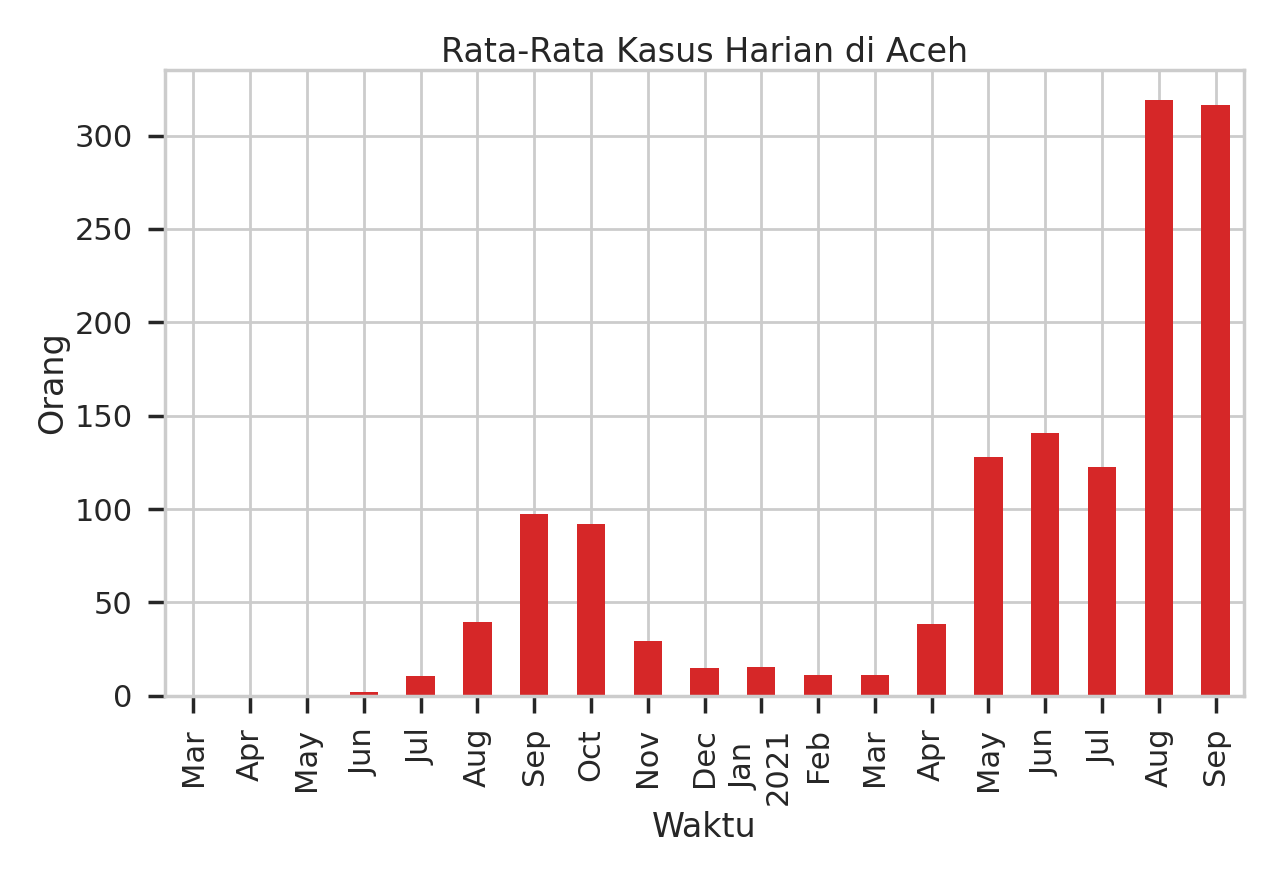 Rata-Rata Kasus Harian di Aceh
Orang
300
250
200
150
100
50
0
Mar
Apr
May
Jun
Jul
Aug
Sep
Oct
Nov
Dec
Jan
2021
Feb
Mar
Apr
May
Jun
Jul
Aug
Sep
Waktu